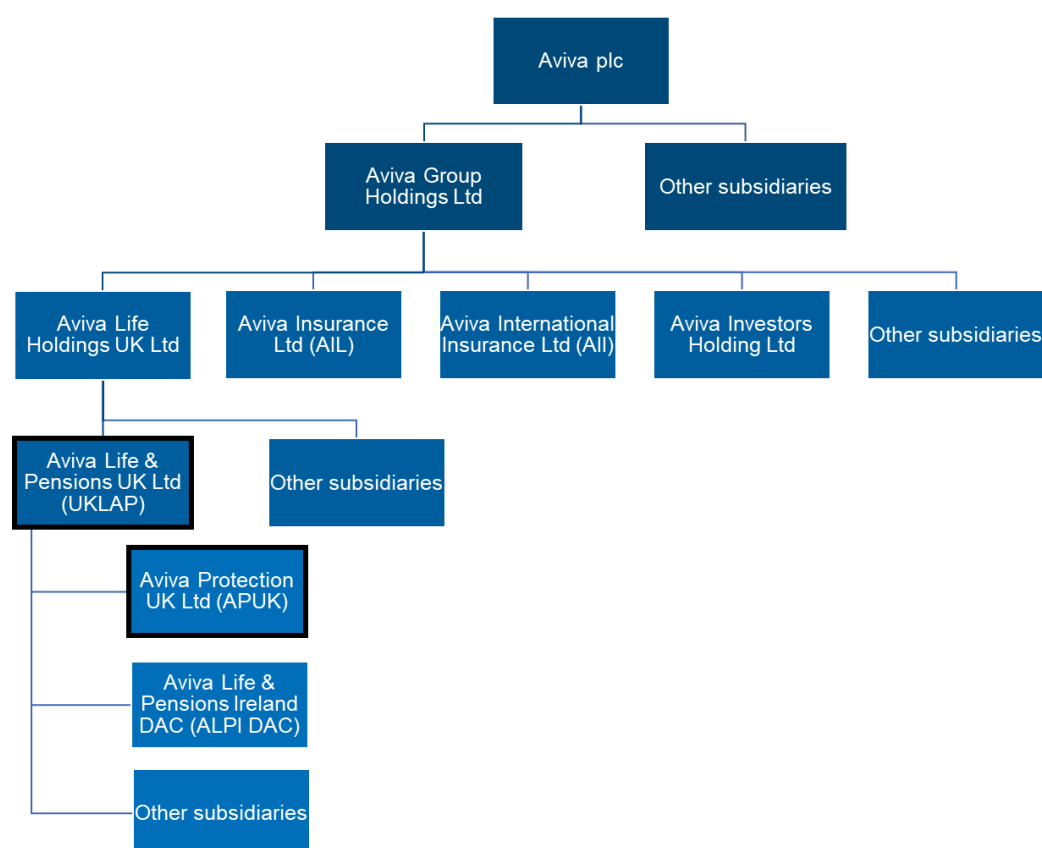 Aviva plc
Aviva Group
Holdings Ltd
Other subsidiaries
Aviva Life
Holdings UK Ltd
Aviva Insurance
Ltd (AIL)
Aviva International
Insurance Ltd (AII)
Aviva Investors
Holding Ltd
Other subsidiaries
Aviva Life &
Pensions UK Ltd
(UKLAP)
Other subsidiaries
Aviva Protection
UK Ltd (APUK)
Aviva Life &
Pensions Ireland
DAC (ALPI DAC)
Other subsidiaries